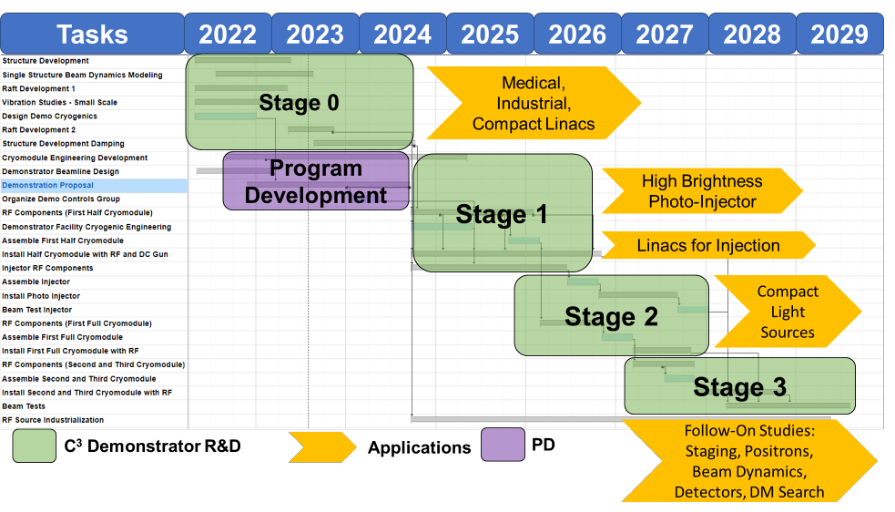 Tasks 2022 2023 2024 2025 2026 2027 2028 2029
Structure Development
Single Structure Beam Dynamics Modeling
Raft Development 1
Vibration Studies - Small Scale
Design Demo Cryogenics
Raft Development 2
Structure Development Damping
Cryomodule Engineering Development
Demonstrator Beamline Design
Demonstration Proposal
Organize Demo Controls Group
RF Components (First Half Cryomodule)
Demonstrator Facility Cryogenic Engineering
Assemble First Half Cryomodule
Install Half Cryomodule with RF and DC Gun
Injector RF Components
Assemble Injector
Install Photo Injector
Beam Test Injector
RF Components (First Full Cryomodule)
Assemble First Full Cryomodule
Install First Full Cryomodule with RF
RF Components (Second and Third Cryomodule)
Assemble Second and Third Cryomodule
Install Second and Third Cryomodule with RF
Beam Tests
RF Source Industrialization
Stage 0
Medical,
Industrial,
Compact Linacs
Program
Development
Stage 1
High Brightness
Photo-Injector
Linacs for Injection
Stage 2
Compact
Light
Sources
Stage 3
Follow-On Studies:
Staging, Positrons,
Beam Dynamics,
Detectors, DM Search
C³ Demonstrator R&D
Applications
PD